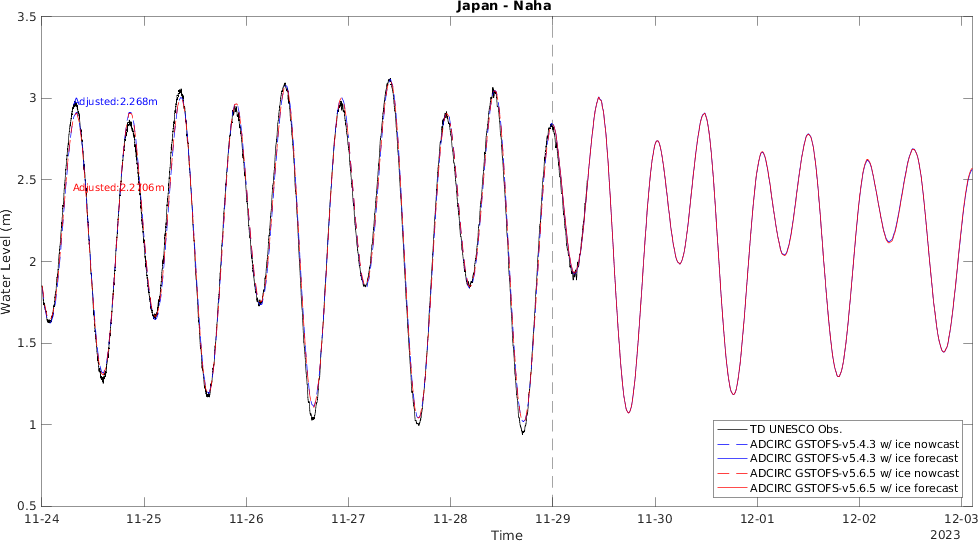 Japan - Naha
3.5
3
2.5
2
1.5
1
0.5
Water Level (m)
Adjusted:2.268m
Adjusted:2.2706m
TD UNESCO Obs.
ADCIRC GSTOFS-v5.4.3 w/ ice nowcast
ADCIRC GSTOFS-v5.4.3 w/ ice forecast
ADCIRC GSTOFS-v5.6.5 w/ ice nowcast
ADCIRC GSTOFS-v5.6.5 w/ ice forecast
11-24 11-25 11-26 11-27 11-28 11-29 11-30 12-01 12-02 12-03
Time
2023